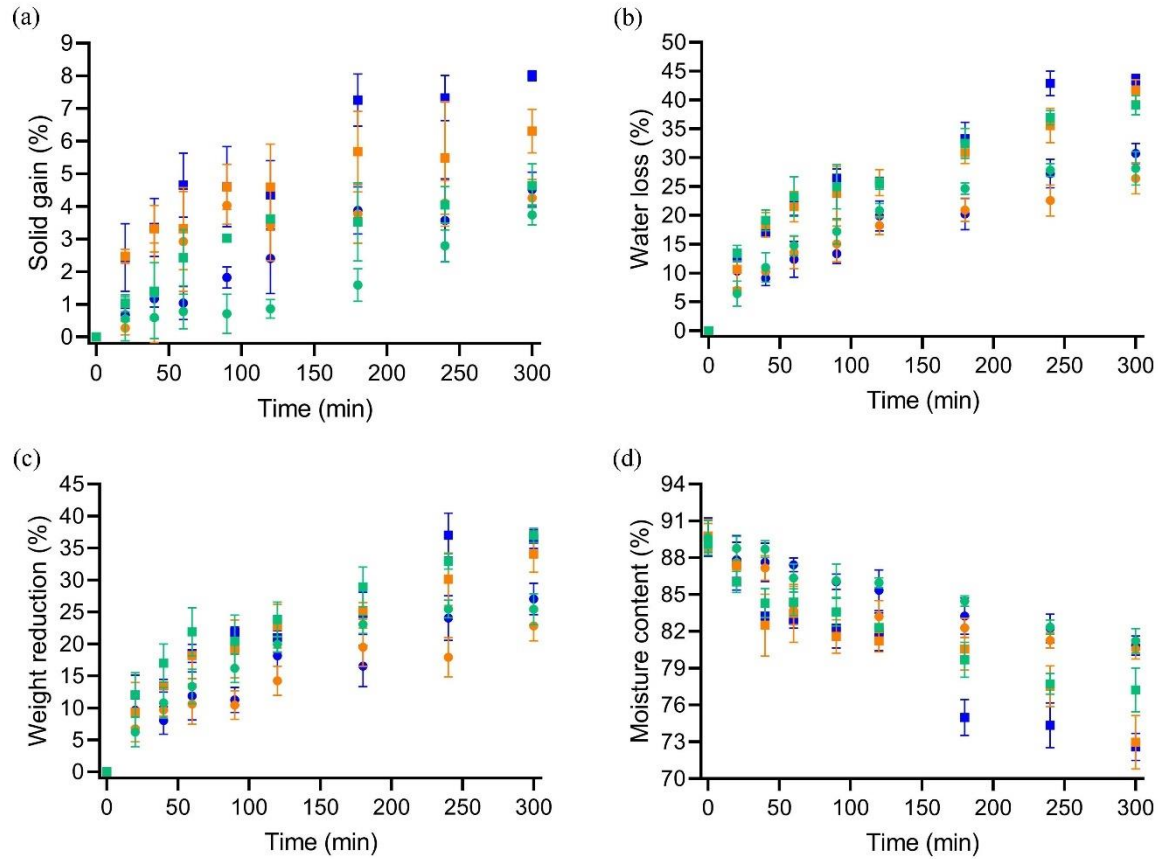 (a)
Solid gain (%)
9
8
7
6
5
4
3
2
1
0
0 50 100 150 200 250 300
Time (min)
(b)
Water loss (%)
50
45
40
35
30
25
20
15
10
5
0
0 50 100 150 200 250 300
Time (min)
(c)
Weight reduction (%)
45
40
35
30
25
20
15
10
5
0
0 50 100 150 200 250 300
Time (min)
(d)
Moisture content (%)
94
91
88
85
82
79
76
73
70
0 50 100 150 200 250 300
Time (min)